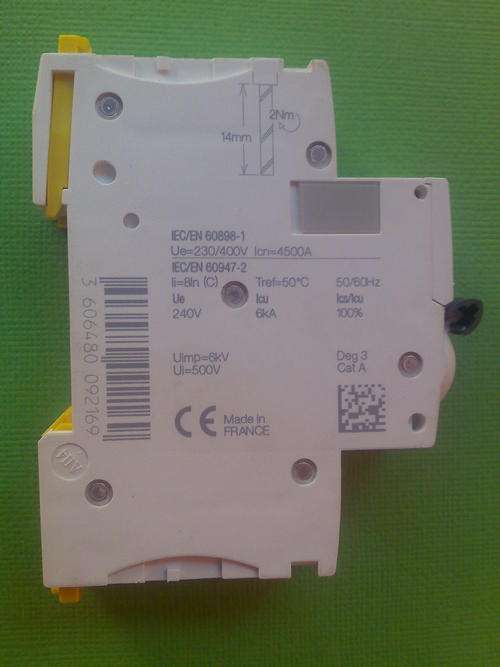 2Nm
14mm
IEC/EN 60898-1
Ue=230/400V Icn=4500A
IEC/EN 60947-2
Ii=8In (C) Tref=50°C 50/60Hz
Ue Icu Ics/Icu
240V 6kA 100%
Uimp=6kV Deg 3
Ui=500V Cat A
CE Made in
FRANCE
3 606480 092169